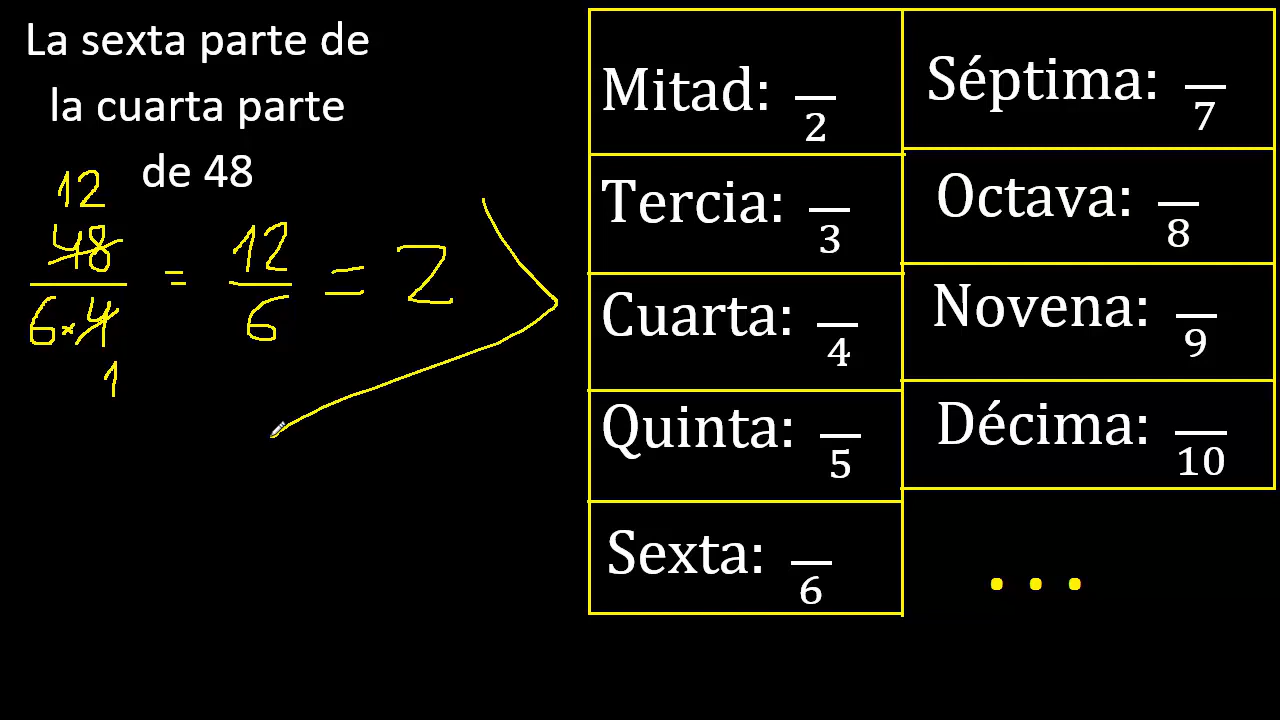 La sexta parte de
la cuarta parte
de 48
12
48
6×4
1
= 12
6
= 2
Mitad: —
2
Tercia: —
3
Cuarta: —
4
Quinta: —
5
Sexta: —
6
Séptima: —
7
Octava: —
8
Novena: —
9
Décima: —
10
...